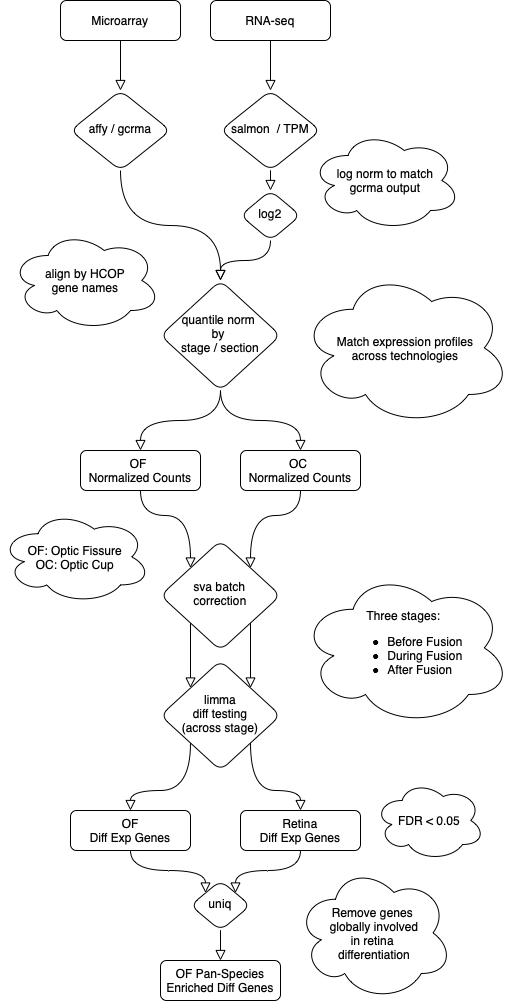 Microarray
RNA-seq
affy / gcrma
salmon / TPM
log norm to match
gcrma output
log2
align by HCOP
gene names
quantile norm
by
stage / section
Match expression profiles
across technologies
OF
Normalized Counts
OC
Normalized Counts
OF: Optic Fissure
OC: Optic Cup
sva batch
correction
Three stages:
• Before Fusion
• During Fusion
• After Fusion
limma
diff testing
(across stage)
OF
Diff Exp Genes
Retina
Diff Exp Genes
FDR < 0.05
uniq
Remove genes
globally involved
in retina
differentiation
OF Pan-Species
Enriched Diff Genes